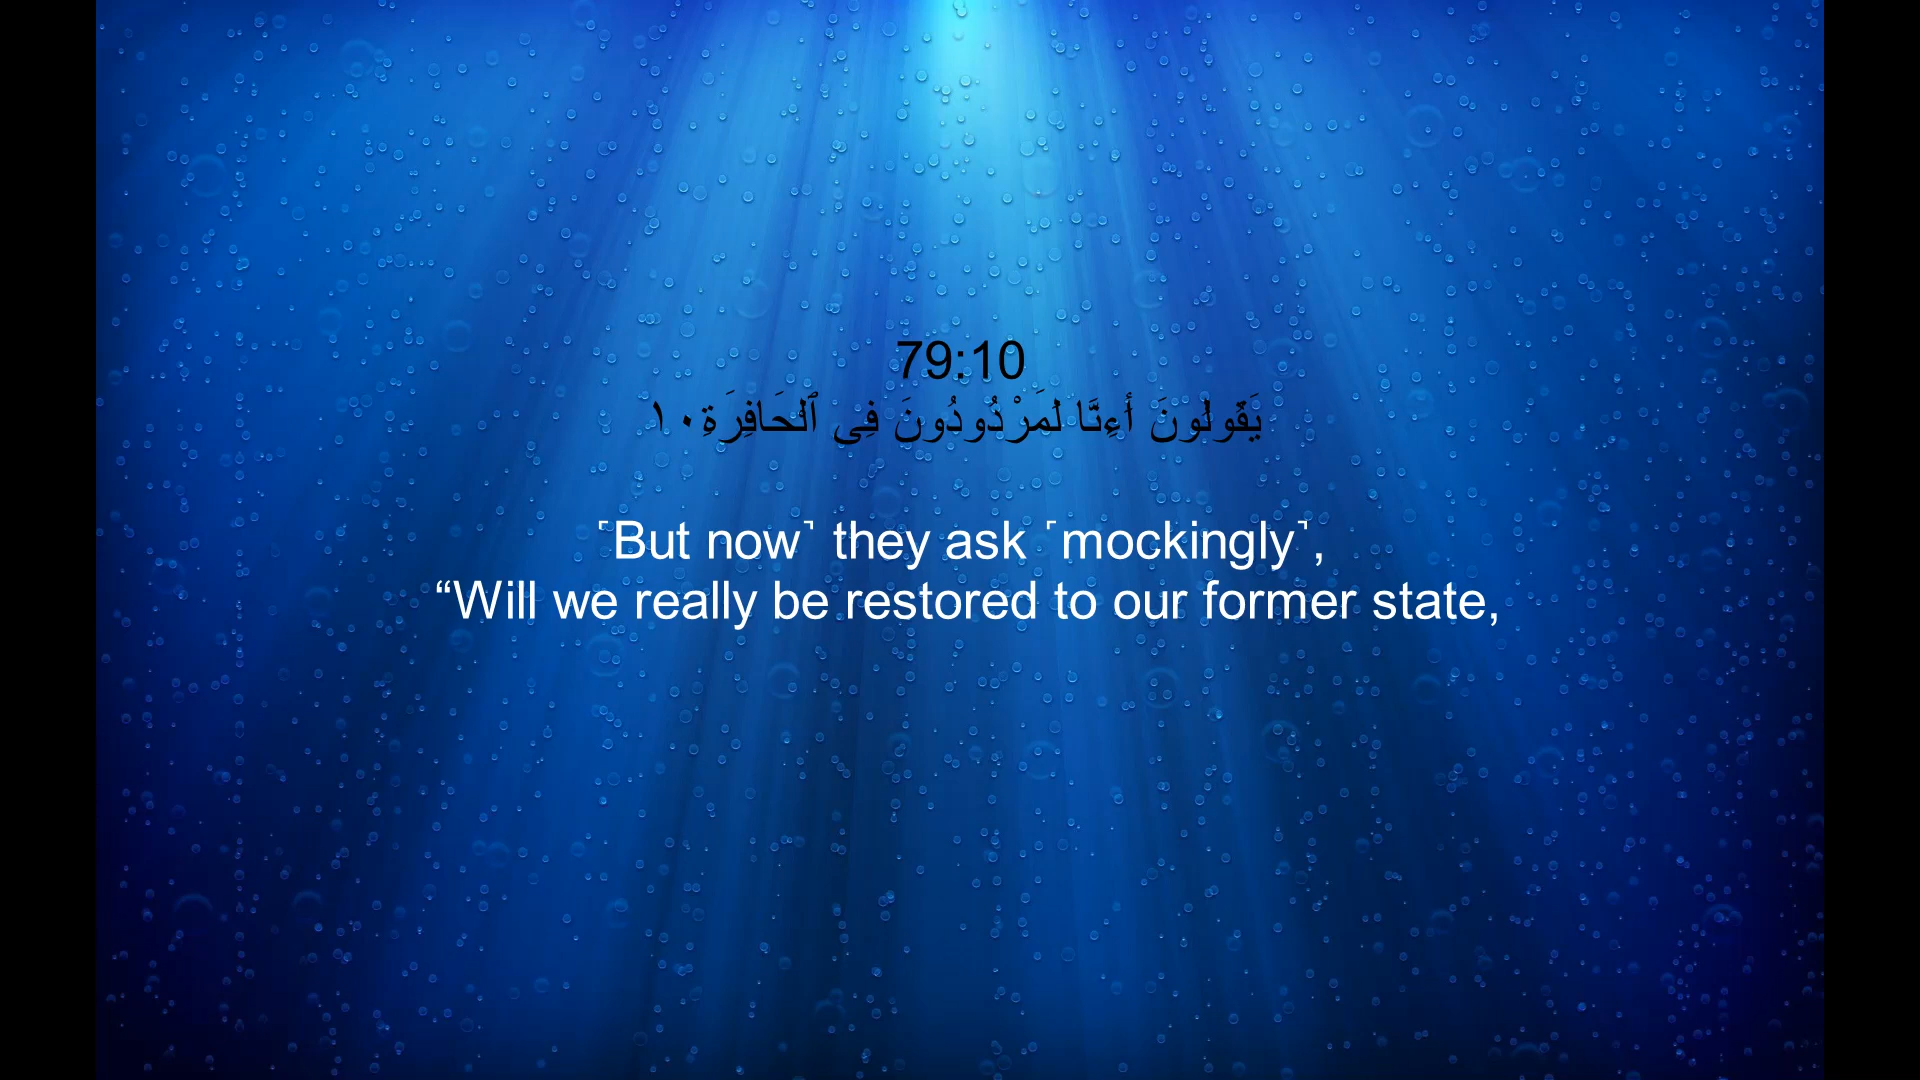 79:10
يَقُولُونَ أَءِنَّا لَمَرْدُودُونَ فِى ٱلْحَافِرَةِ١٠
˹But now˺ they ask ˹mockingly˺,
“Will we really be restored to our former state,